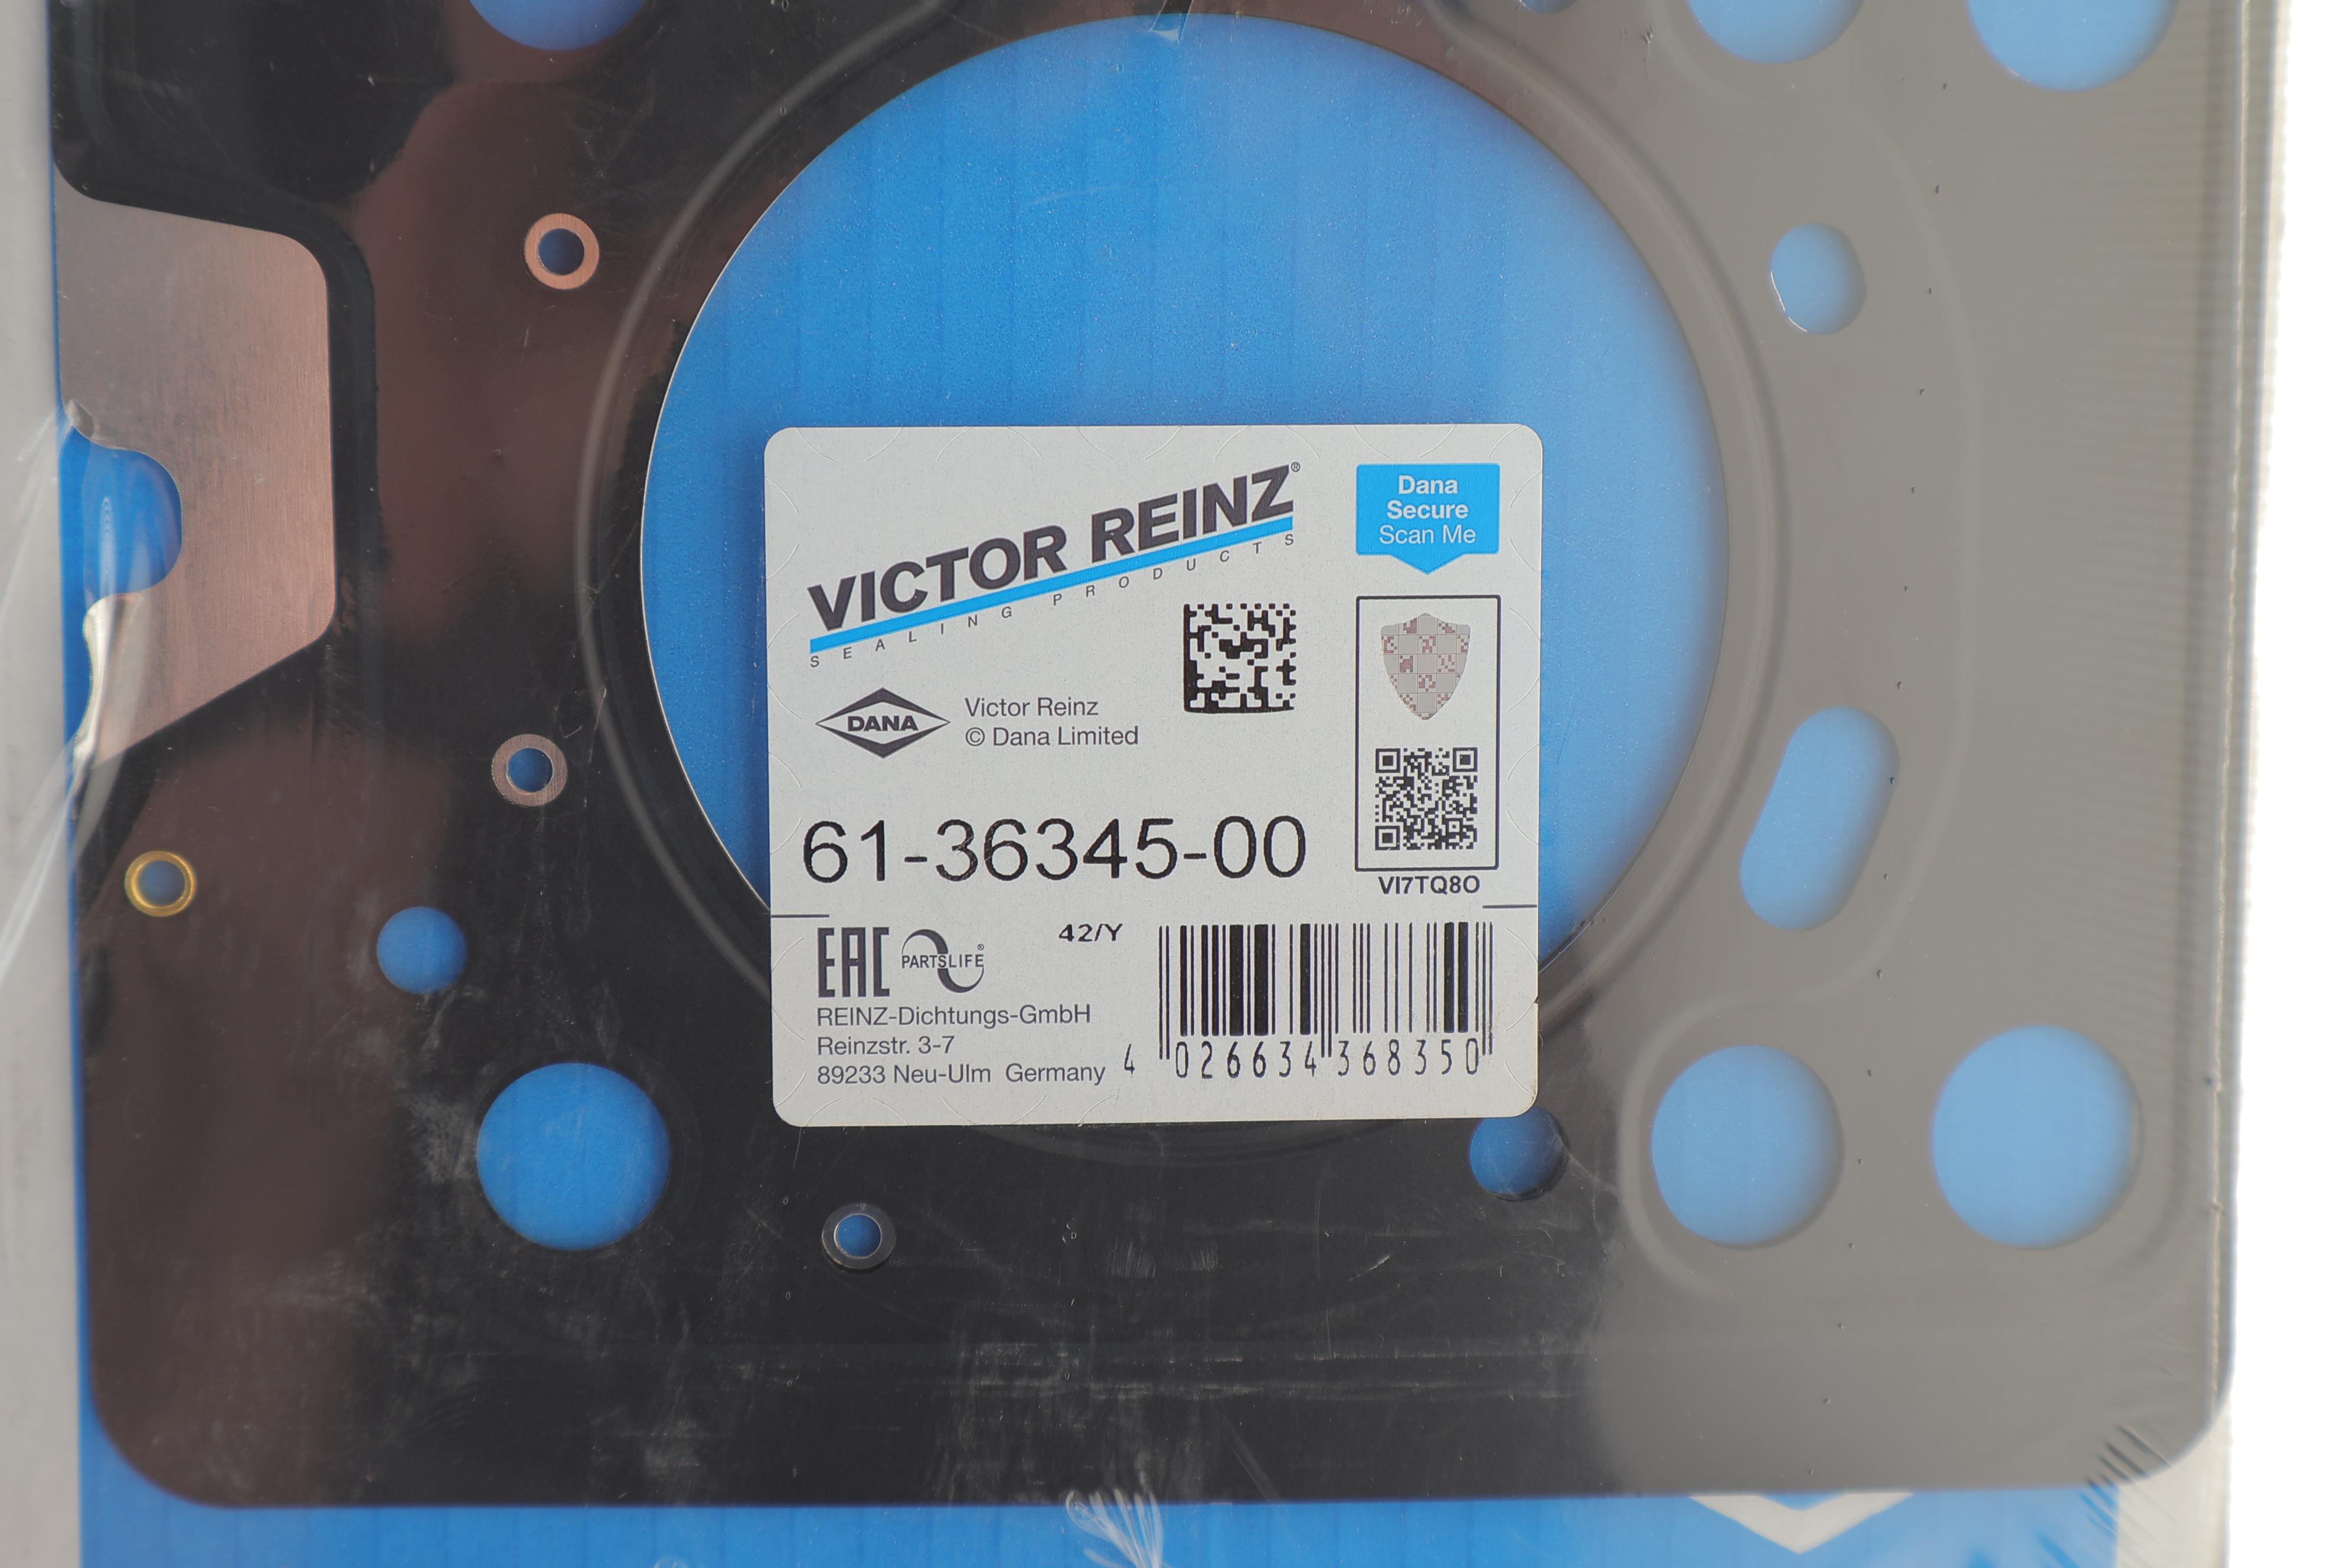 VICTOR REINZ®
SEALING PRODUCTS
Dana
Secure
Scan Me
DANA
Victor Reinz
© Dana Limited
61-36345-00
VI7TQ8O
EAC
PARTSLIFE®
42/Y
REINZ-Dichtungs-GmbH
Reinzstr. 3-7
89233 Neu-Ulm Germany
4 026634 368350